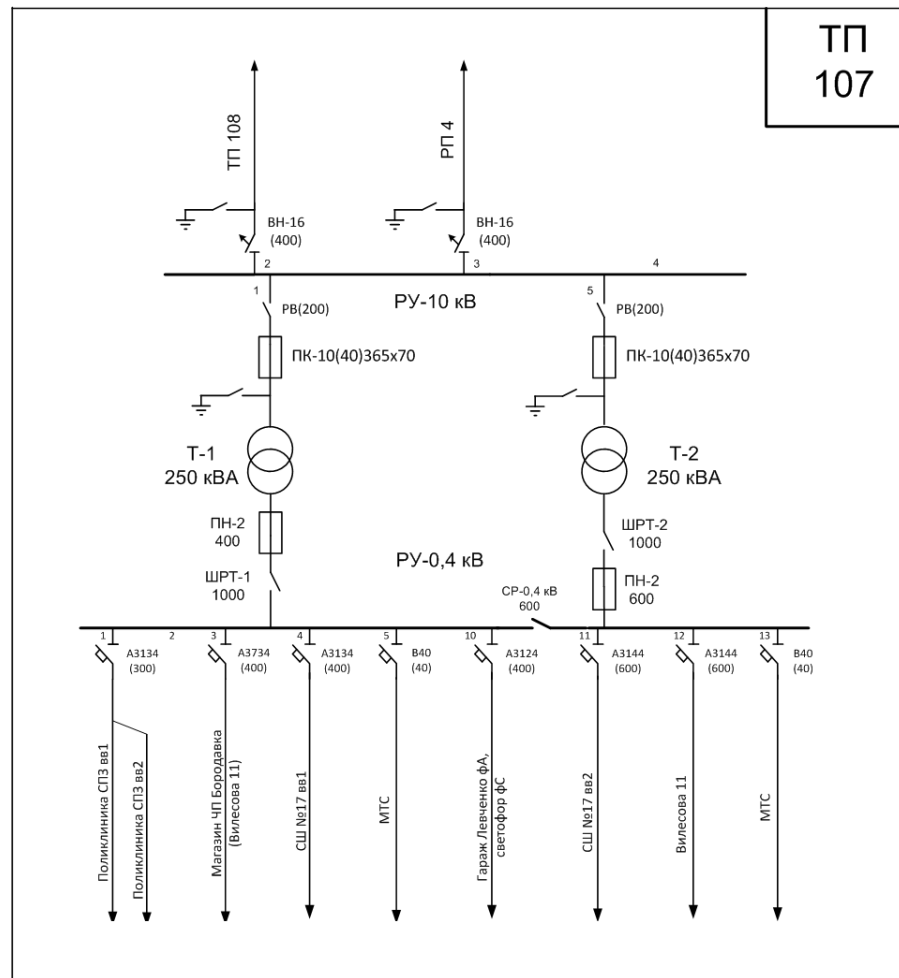 ТП
107
ТП 108
РП 4
ВН-16
(400)
ВН-16
(400)
2
3
4
1
РУ-10 кВ
5
РВ(200)
РВ(200)
ПК-10(40)365х70
ПК-10(40)365х70
Т-1
250 кВА
Т-2
250 кВА
ПН-2
400
ШРТ-2
1000
РУ-0,4 кВ
ШРТ-1
1000
СР-0,4 кВ
600
ПН-2
600
1
2
3
4
5
10
11
12
13
А3134
(300)
А3734
(400)
А3134
(400)
В40
(40)
А3124
(400)
А3144
(600)
А3144
(600)
В40
(40)
Поликлиника СПЗ вв1
Поликлиника СПЗ вв2
Магазин ЧП Бородавка
(Вилесова 11)
СШ №17 вв1
МТС
Гараж Левченко фА,
светофор фС
СШ №17 вв2
Вилесова 11
МТС